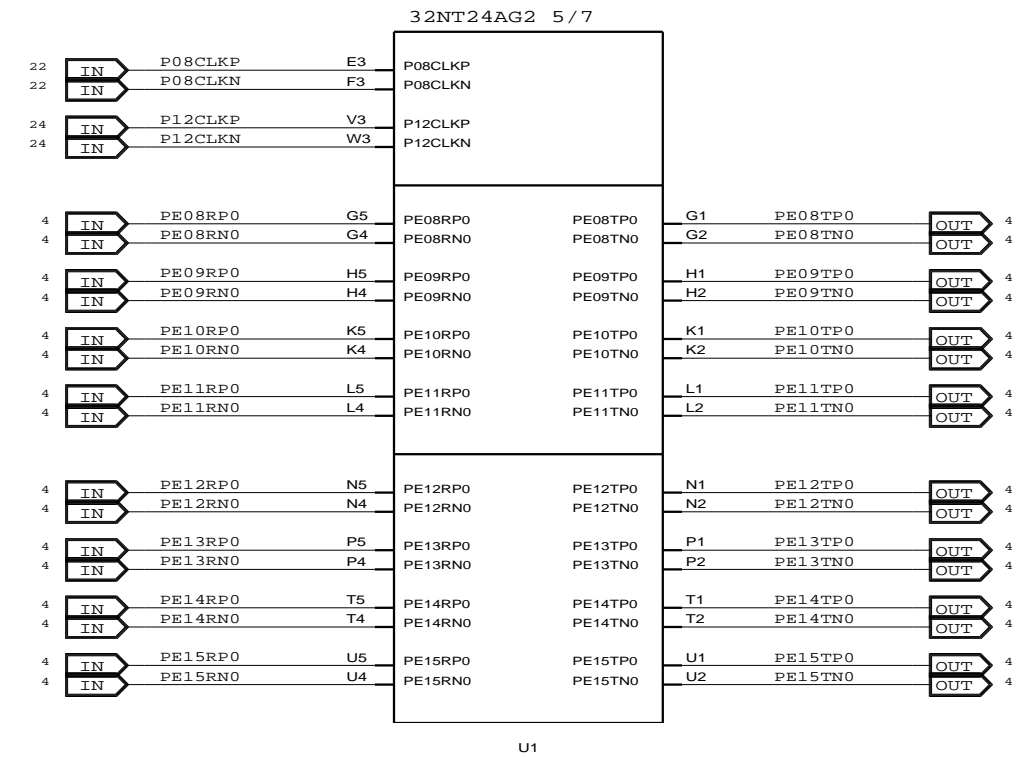 32NT24AG2 5/7
22 IN P08CLKP E3 P08CLKP
22 IN P08CLKN F3 P08CLKN
24 IN P12CLKP V3 P12CLKP
24 IN P12CLKN W3 P12CLKN
4 IN PE08RP0 G5 PE08RP0 PE08TP0 G1 PE08TP0 OUT 4
4 IN PE08RN0 G4 PE08RN0 PE08TN0 G2 PE08TN0 OUT 4
4 IN PE09RP0 H5 PE09RP0 PE09TP0 H1 PE09TP0 OUT 4
4 IN PE09RN0 H4 PE09RN0 PE09TN0 H2 PE09TN0 OUT 4
4 IN PE10RP0 K5 PE10RP0 PE10TP0 K1 PE10TP0 OUT 4
4 IN PE10RN0 K4 PE10RN0 PE10TN0 K2 PE10TN0 OUT 4
4 IN PE11RP0 L5 PE11RP0 PE11TP0 L1 PE11TP0 OUT 4
4 IN PE11RN0 L4 PE11RN0 PE11TN0 L2 PE11TN0 OUT 4
4 IN PE12RP0 N5 PE12RP0 PE12TP0 N1 PE12TP0 OUT 4
4 IN PE12RN0 N4 PE12RN0 PE12TN0 N2 PE12TN0 OUT 4
4 IN PE13RP0 P5 PE13RP0 PE13TP0 P1 PE13TP0 OUT 4
4 IN PE13RN0 P4 PE13RN0 PE13TN0 P2 PE13TN0 OUT 4
4 IN PE14RP0 T5 PE14RP0 PE14TP0 T1 PE14TP0 OUT 4
4 IN PE14RN0 T4 PE14RN0 PE14TN0 T2 PE14TN0 OUT 4
4 IN PE15RP0 U5 PE15RP0 PE15TP0 U1 PE15TP0 OUT 4
4 IN PE15RN0 U4 PE15RN0 PE15TN0 U2 PE15TN0 OUT 4
U1